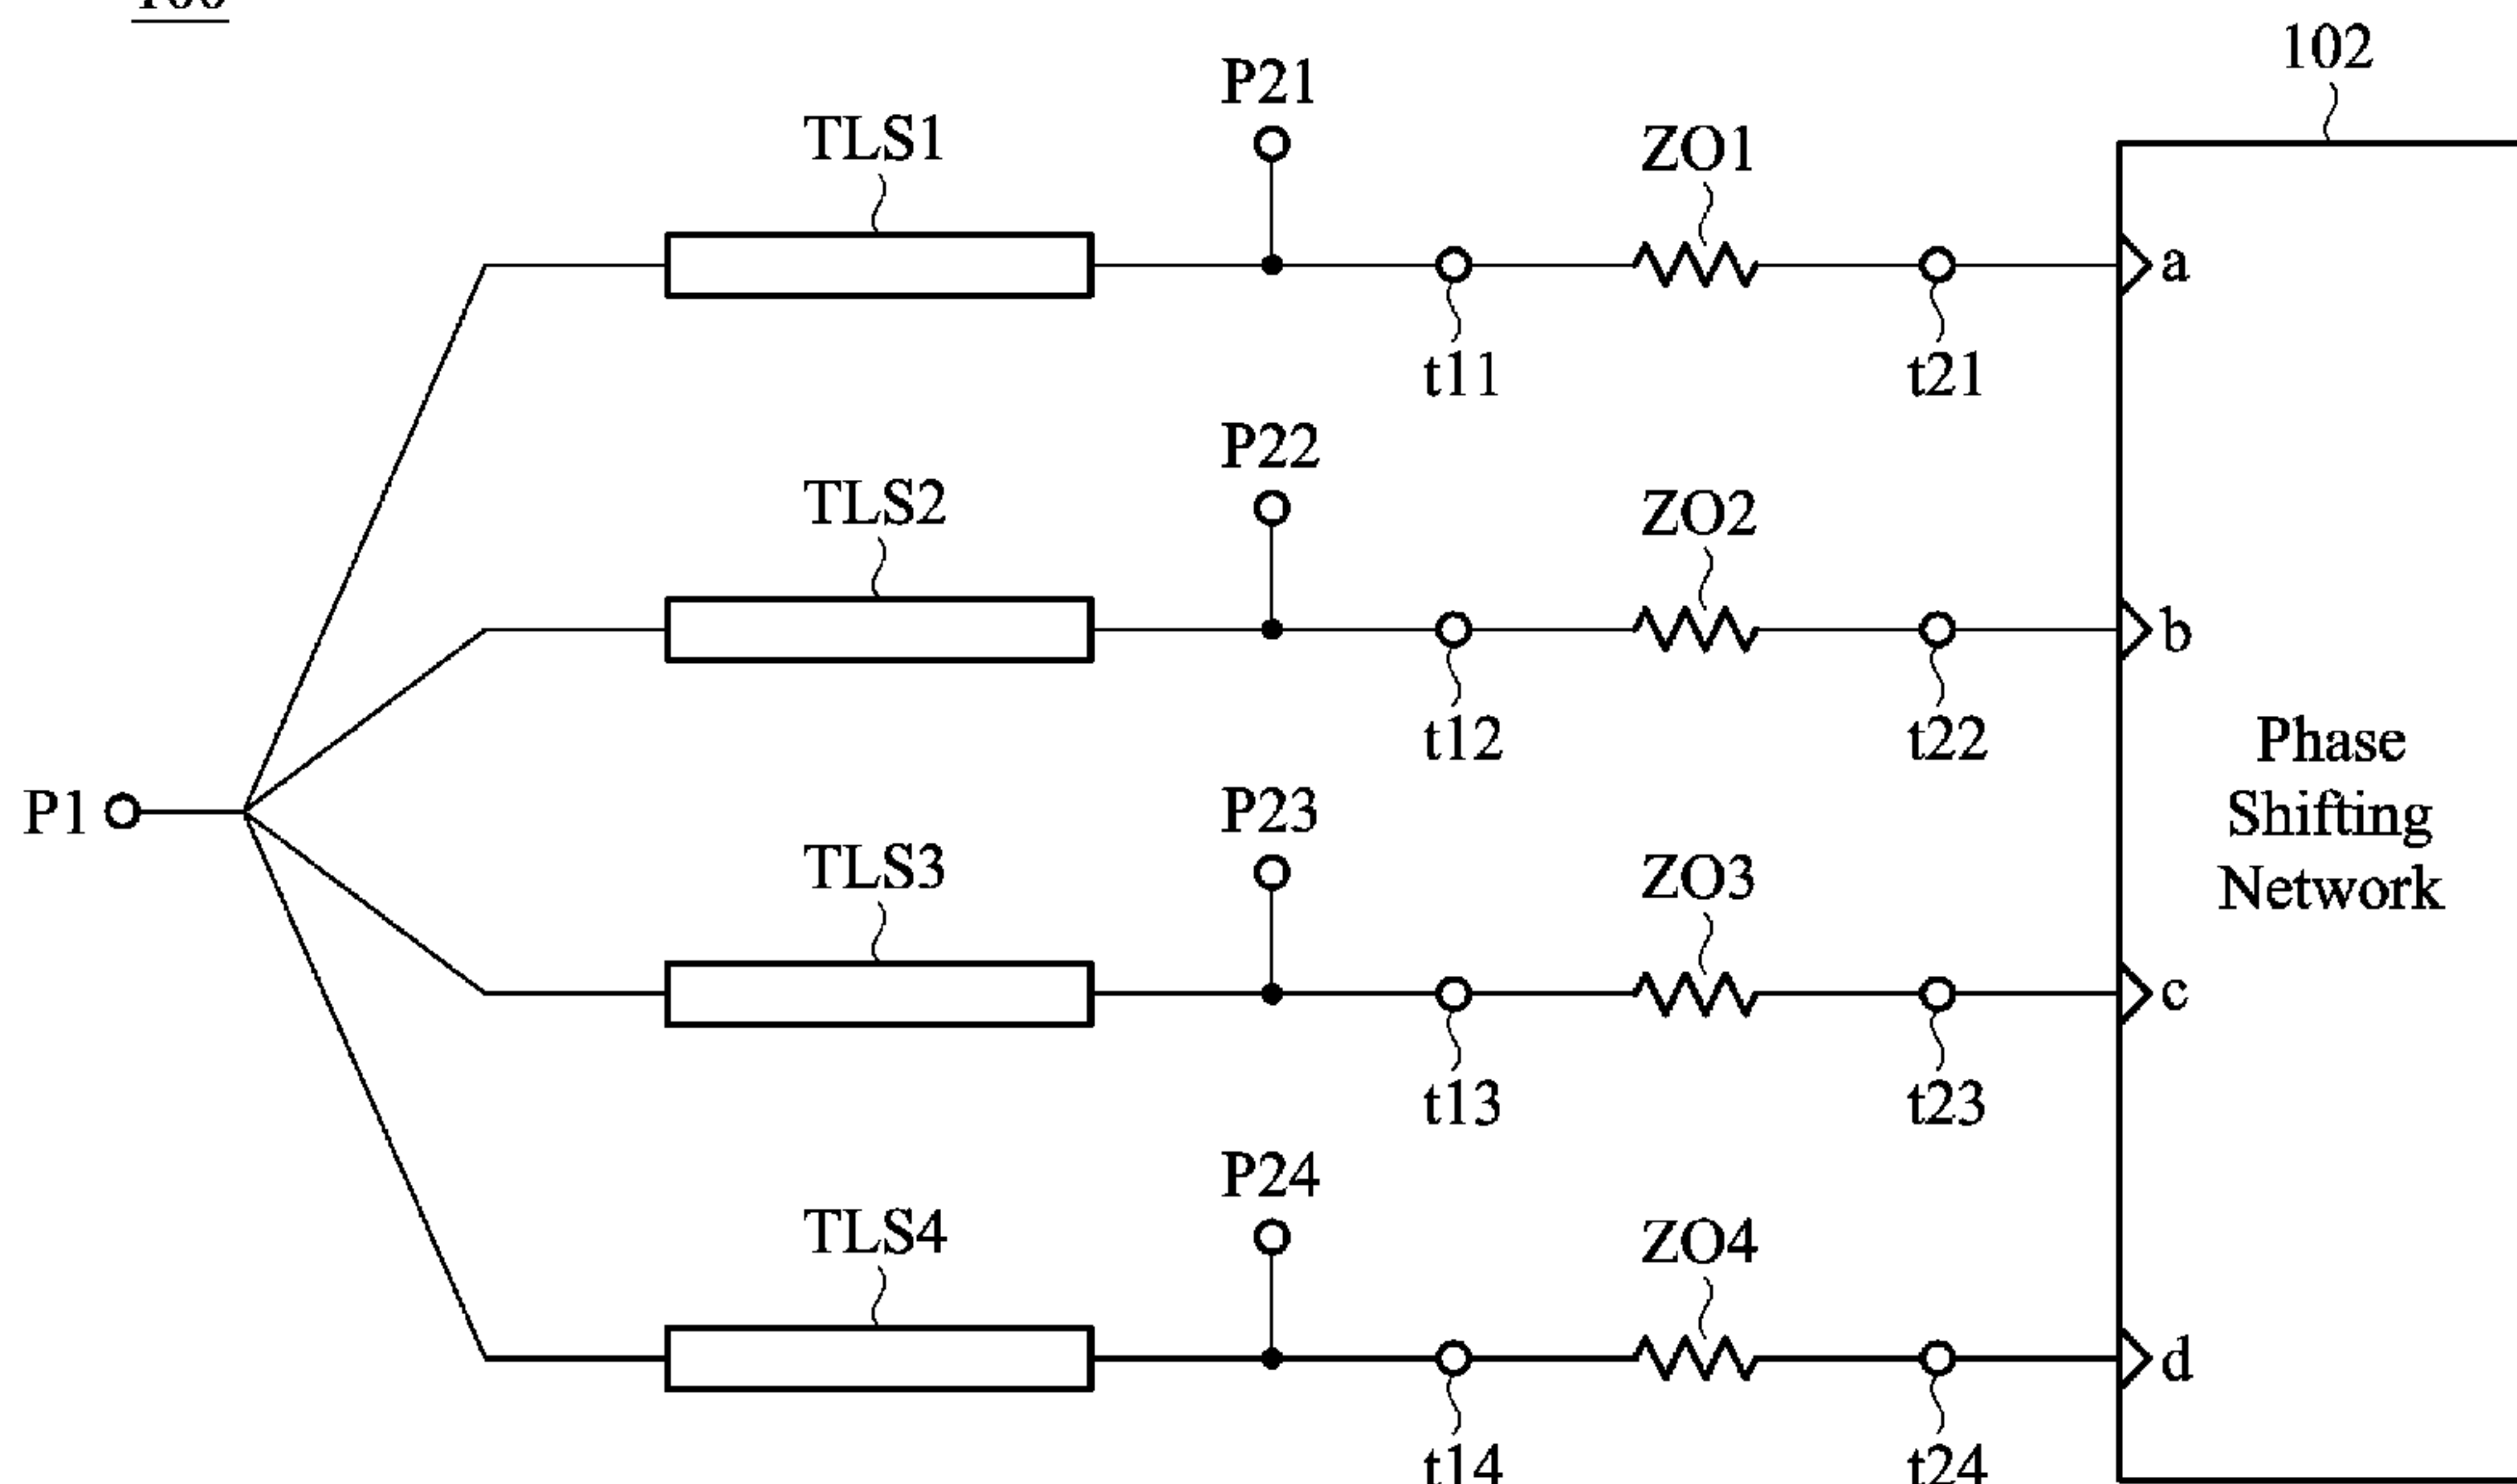 102
P21
TLS1
ZO1
a
t11
t21
P22
TLS2
ZO2
b
t12
t22
Phase
Shifting
Network
P1
P23
TLS3
ZO3
c
t13
t23
P24
TLS4
ZO4
d
t14
t24